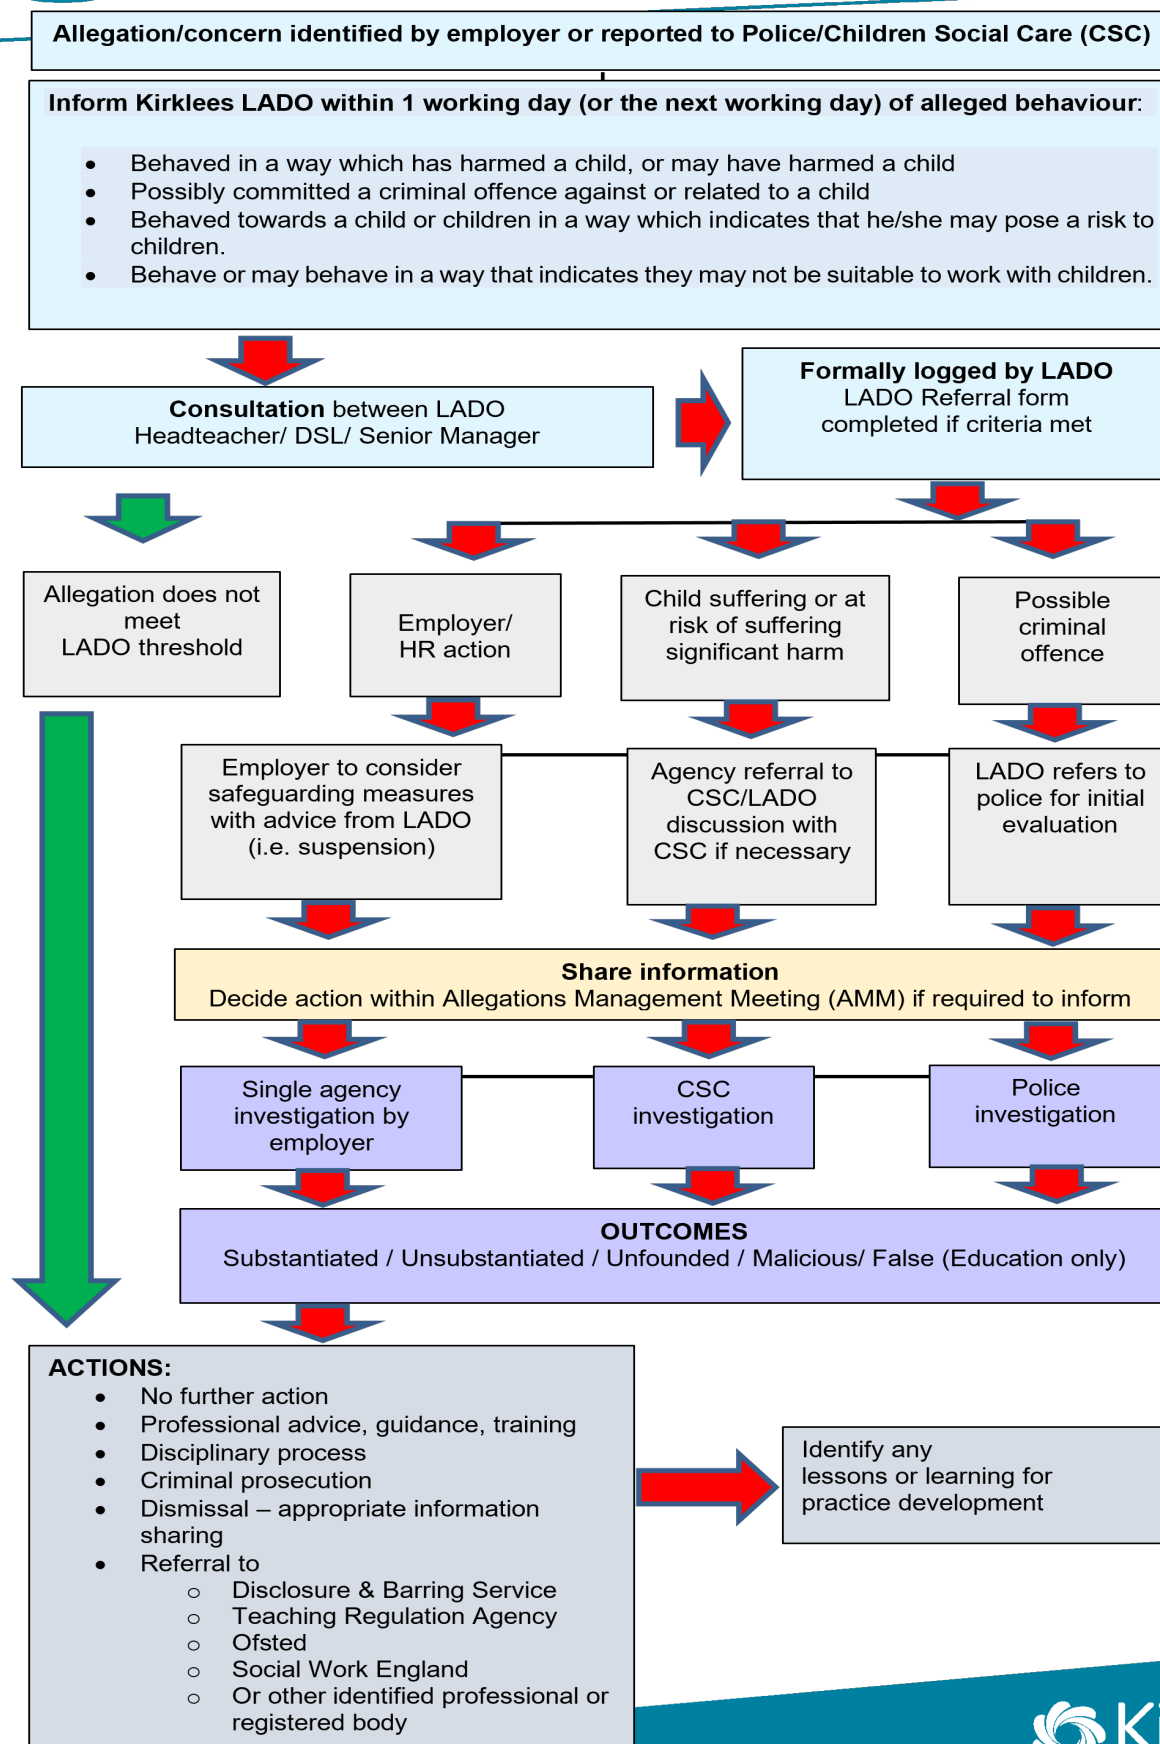 Allegation/concern identified by employer or reported to Police/Children Social Care (CSC)
Inform Kirklees LADO within 1 working day (or the next working day) of alleged behaviour:
• Behaved in a way which has harmed a child, or may have harmed a child
• Possibly committed a criminal offence against or related to a child
• Behaved towards a child or children in a way which indicates that he/she may pose a risk to
children.
• Behave or may behave in a way that indicates they may not be suitable to work with children.
Consultation between LADO
Headteacher/ DSL/ Senior Manager
Formally logged by LADO
LADO Referral form
completed if criteria met
Allegation does not
meet
LADO threshold
Employer/
HR action
Child suffering or at
risk of suffering
significant harm
Possible
criminal
offence
Employer to consider
safeguarding measures
with advice from LADO
(i.e. suspension)
Agency referral to
CSC/LADO
discussion with
CSC if necessary
LADO refers to
police for initial
evaluation
Share information
Decide action within Allegations Management Meeting (AMM) if required to inform
Single agency
investigation by
employer
CSC
investigation
Police
investigation
OUTCOMES
Substantiated / Unsubstantiated / Unfounded / Malicious/ False (Education only)
ACTIONS:
• No further action
• Professional advice, guidance, training
• Disciplinary process
• Criminal prosecution
• Dismissal – appropriate information
sharing
• Referral to
o Disclosure & Barring Service
o Teaching Regulation Agency
o Ofsted
o Social Work England
o Or other identified professional or
registered body
Identify any
lessons or learning for
practice development